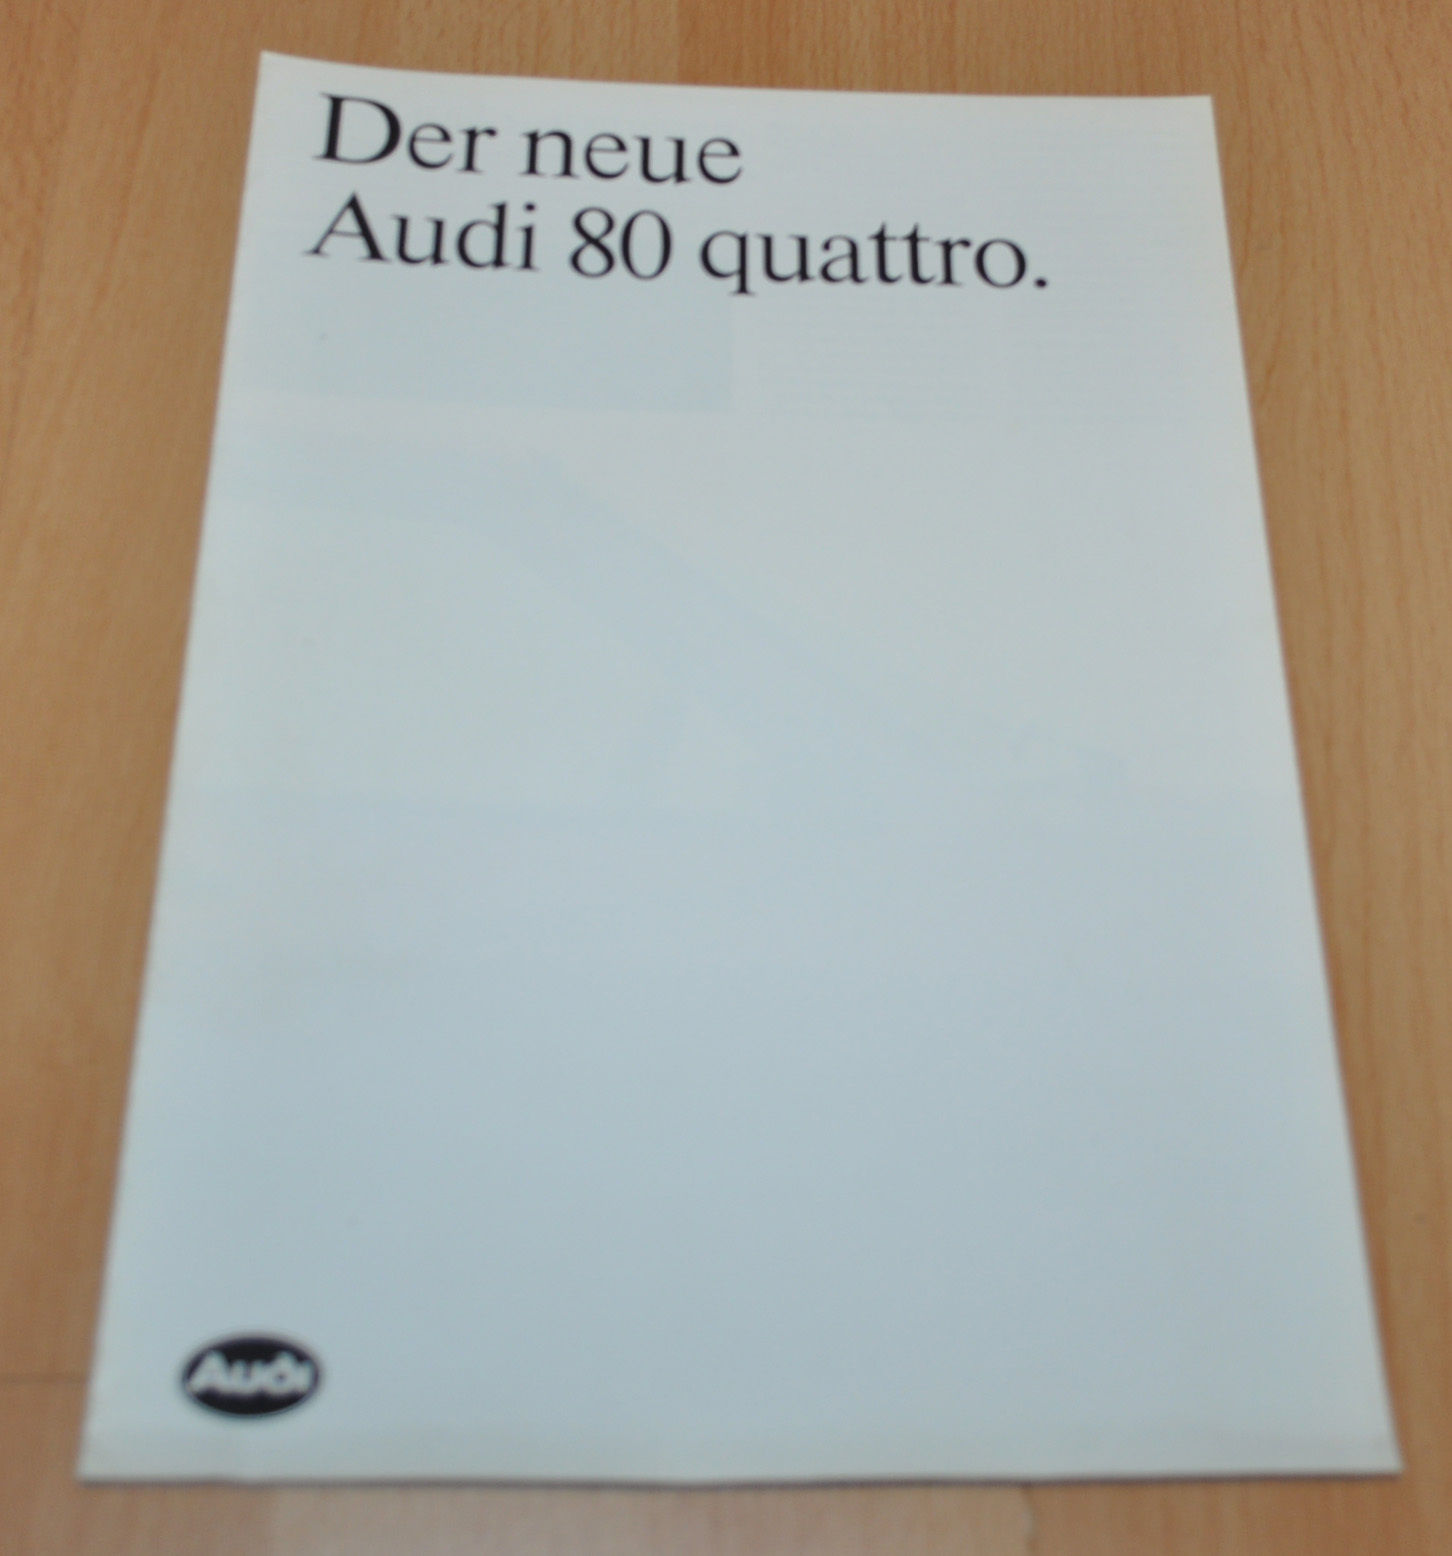 Der neue
Audi 80 quattro.
Audi